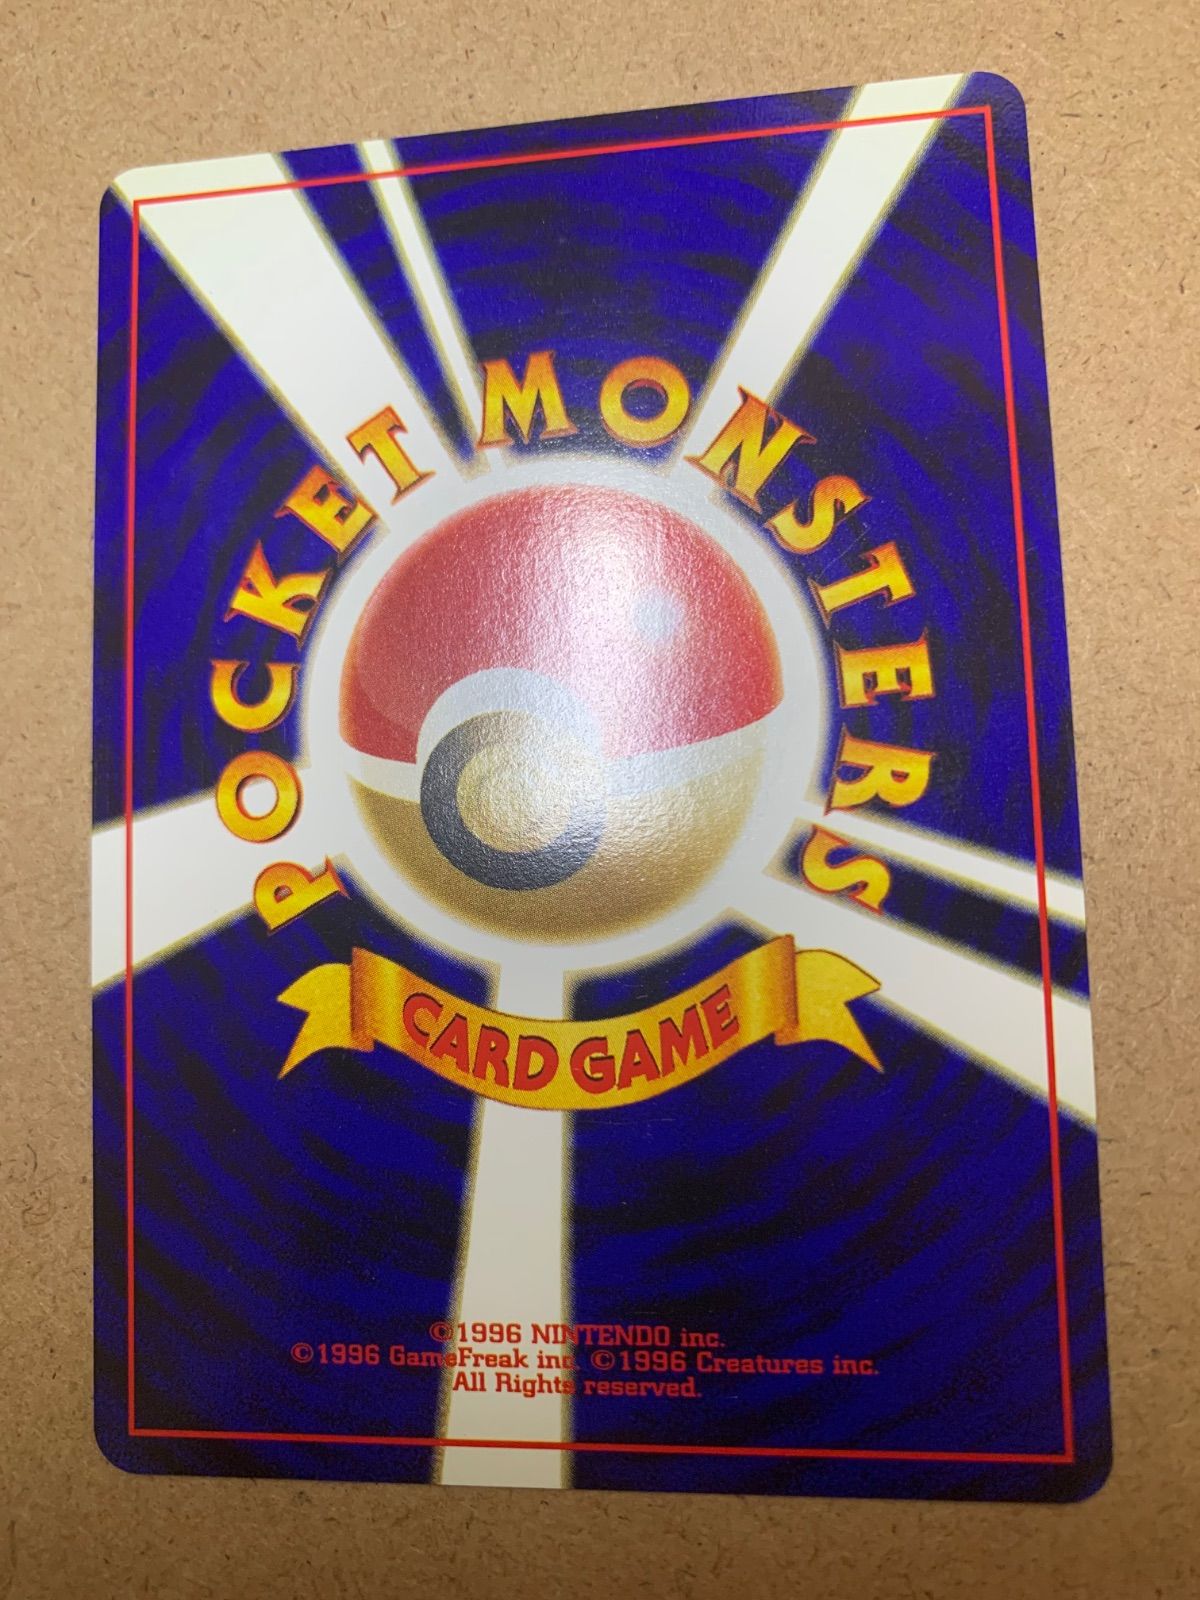 POCKET MONSTERS
CARD GAME
©1996 NINTENDO inc.
©1996 GameFreak inc. ©1996 Creatures inc.
All Rights reserved.